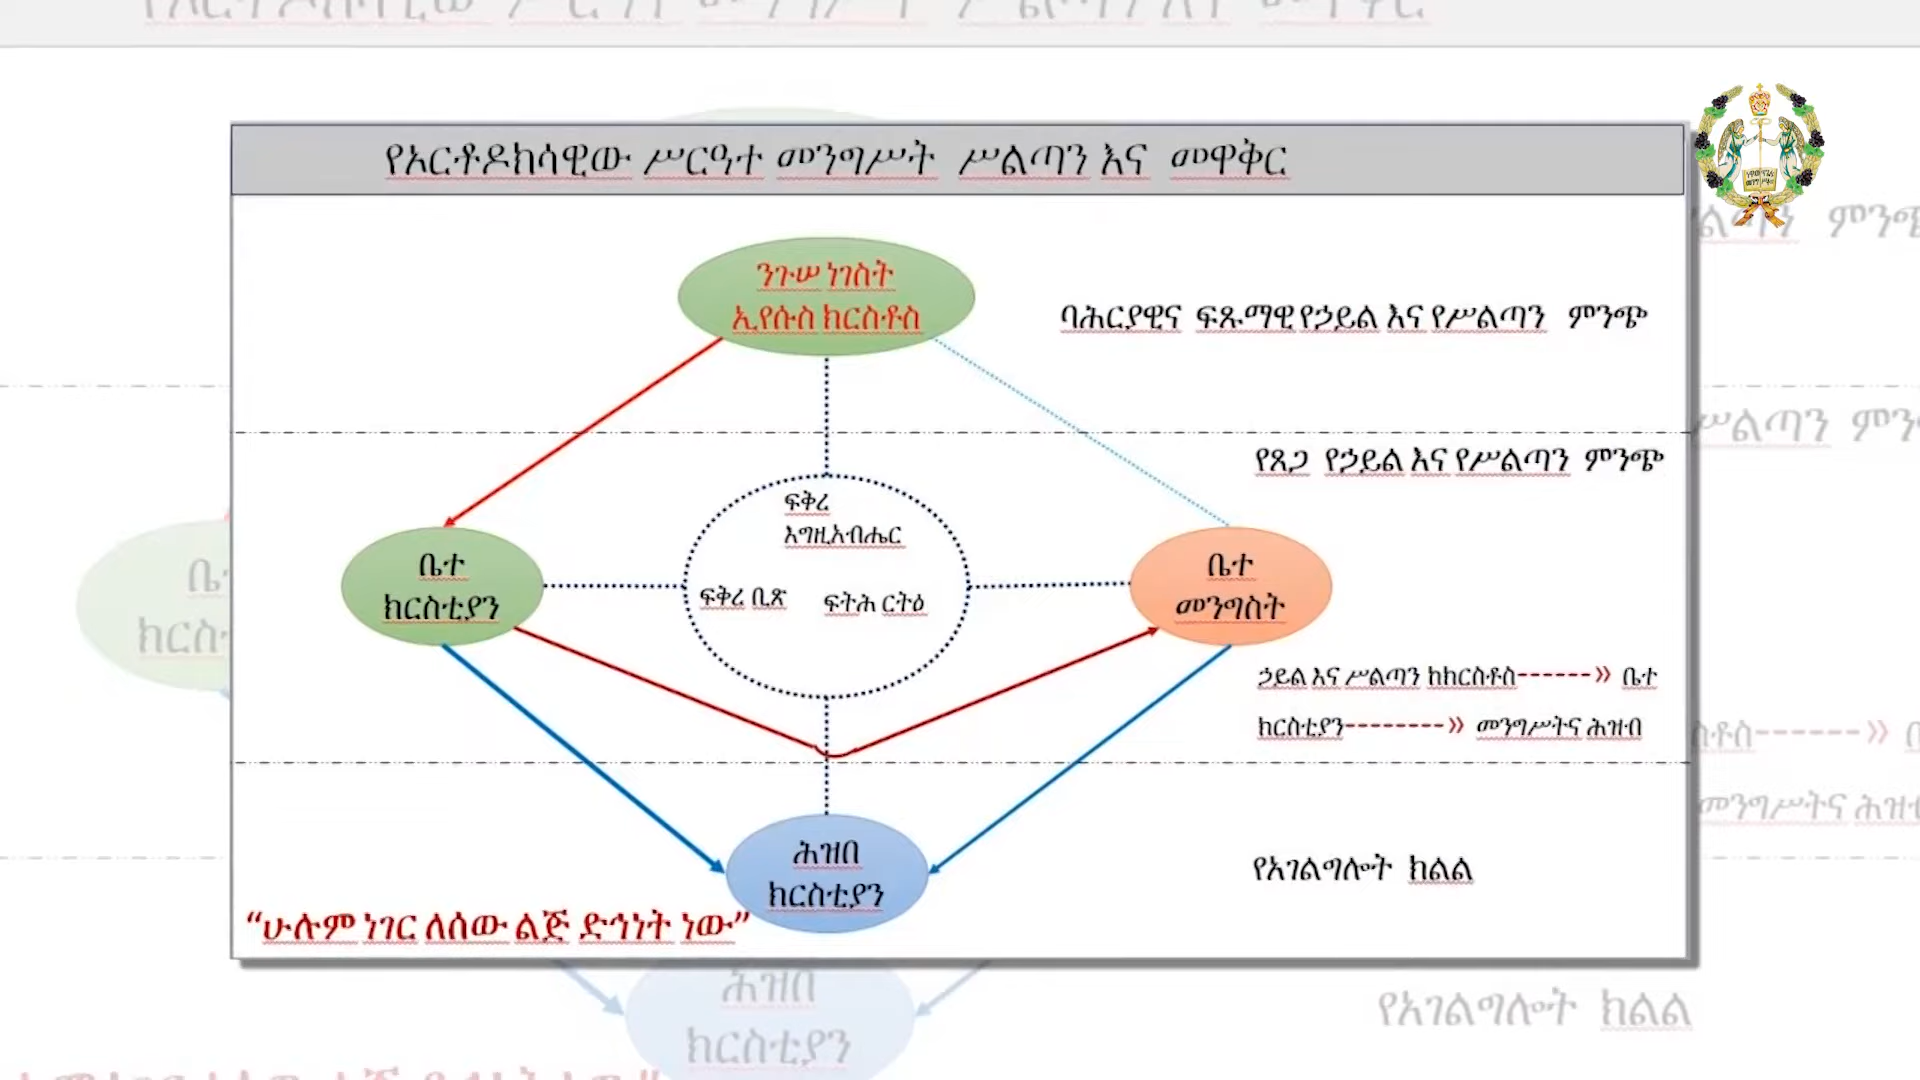 የኦርቶዶክሳዊው ሥርዓተ መንግሥት ሥልጣን እና መዋቅር
ንጉሠ ነገስት
ኢየሱስ ክርስቶስ
ባሕርያዊና ፍጹማዊ የኃይል እና የሥልጣን ምንጭ
የጸጋ የኃይል እና የሥልጣን ምንጭ
ፍቅረ
እግዚአብሔር
ፍቅረ ቢጽ ፍትሕ ርትዕ
ቤተ
ክርስቲያን
ቤተ
መንግስት
ኃይል እና ሥልጣን ከክርስቶስ------» ቤተ
ክርስቲያን--------» መንግሥትና ሕዝብ
ሕዝበ
ክርስቲያን
የአገልግሎት ክልል
“ሁሉም ነገር ለሰው ልጅ ድኅነት ነው”